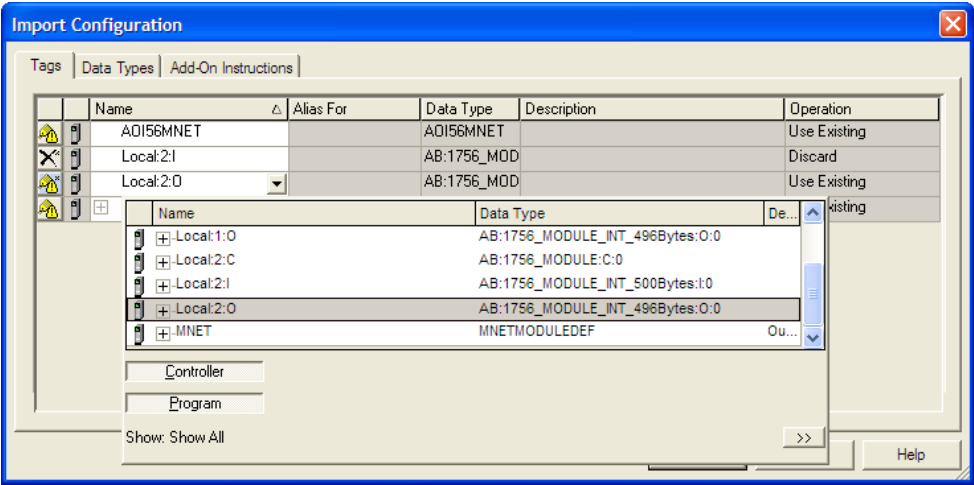 Import Configuration
Tags Data Types Add-On Instructions
Name Alias For Data Type Description Operation
AOI56MNET AOI56MNET Use Existing
Local:2:I AB:1756_MOD Discard
Local:2:O AB:1756_MOD Use Existing
Name Data Type De...
Local:1:O AB:1756_MODULE_INT_496Bytes:O:0
Local:2:C AB:1756_MODULE:C:0
Local:2:I AB:1756_MODULE_INT_500Bytes:I:0
Local:2:O AB:1756_MODULE_INT_496Bytes:O:0
MNET MNETMODULEDEF Ou...
Controller
Program
Show: Show All >>
Help